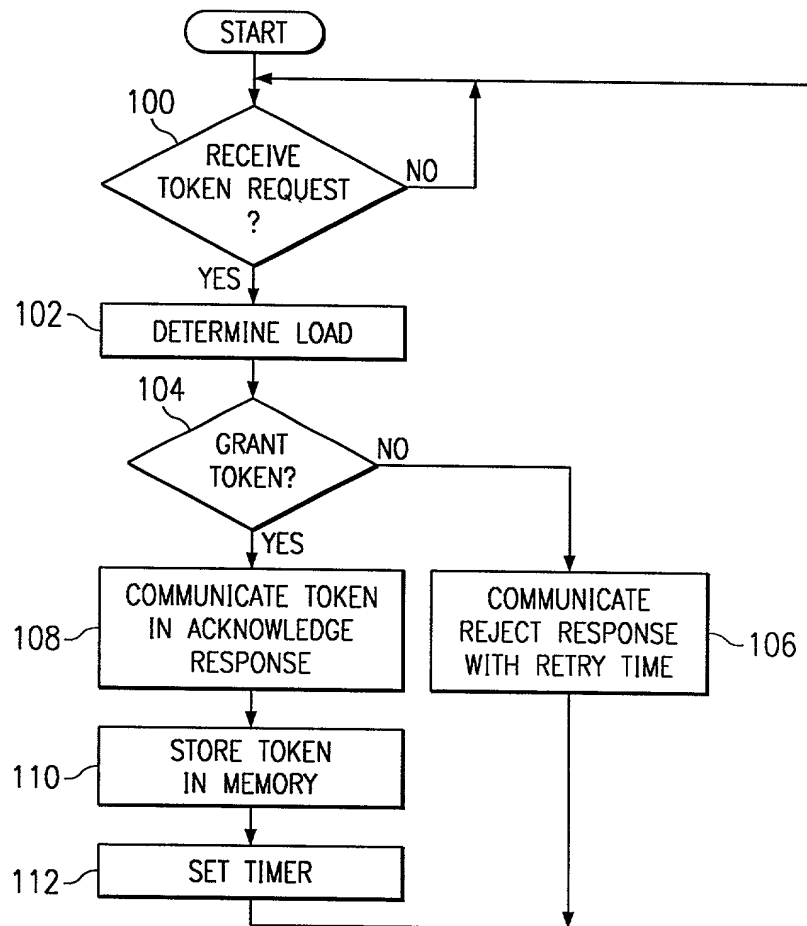 START
100
RECEIVE
TOKEN REQUEST
?
NO
YES
102
DETERMINE LOAD
104
GRANT
TOKEN?
NO
YES
108
COMMUNICATE TOKEN
IN ACKNOWLEDGE
RESPONSE
COMMUNICATE
REJECT RESPONSE
WITH RETRY TIME
106
110
STORE TOKEN
IN MEMORY
112
SET TIMER